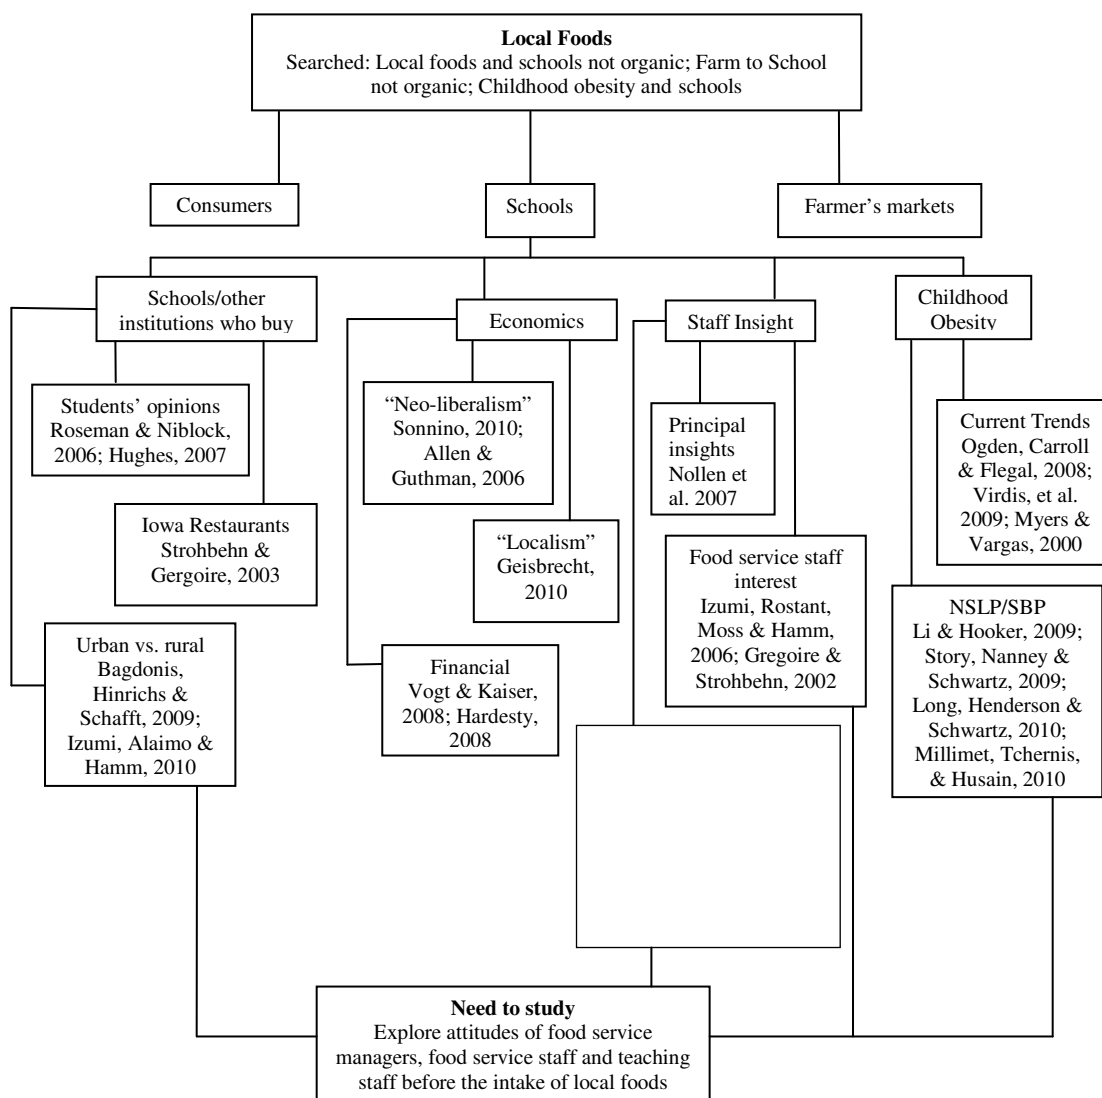 Local Foods
Searched: Local foods and schools not organic; Farm to School
not organic; Childhood obesity and schools
Consumers
Schools
Farmer’s markets
Schools/other
institutions who buy
Economics
Staff Insight
Childhood
Obesity
Students’ opinions
Roseman & Niblock,
2006; Hughes, 2007
“Neo-liberalism”
Sonnino, 2010;
Allen &
Guthman, 2006
Principal
insights
Nollen et
al. 2007
Current Trends
Ogden, Carroll
& Flegal, 2008;
Virdis, et al.
2009; Myers &
Vargas, 2000
Iowa Restaurants
Strohbehn &
Gergoire, 2003
“Localism”
Geisbrecht,
2010
Food service staff
interest
Izumi, Rostant,
Moss & Hamm,
2006; Gregoire &
Strohbehn, 2002
NSLP/SBP
Li & Hooker, 2009;
Story, Nanney &
Schwartz, 2009;
Long, Henderson &
Schwartz, 2010;
Millimet, Tchernis,
& Husain, 2010
Urban vs. rural
Bagdonis,
Hinrichs &
Schafft, 2009;
Izumi, Alaimo &
Hamm, 2010
Financial
Vogt & Kaiser,
2008; Hardesty,
2008
Need to study
Explore attitudes of food service
managers, food service staff and teaching
staff before the intake of local foods